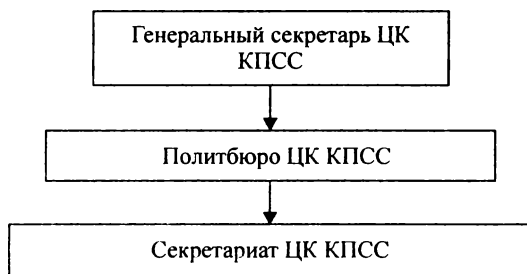 Генеральный секретарь ЦК
КПСС
Политбюро ЦК КПСС
Секретариат ЦК КПСС